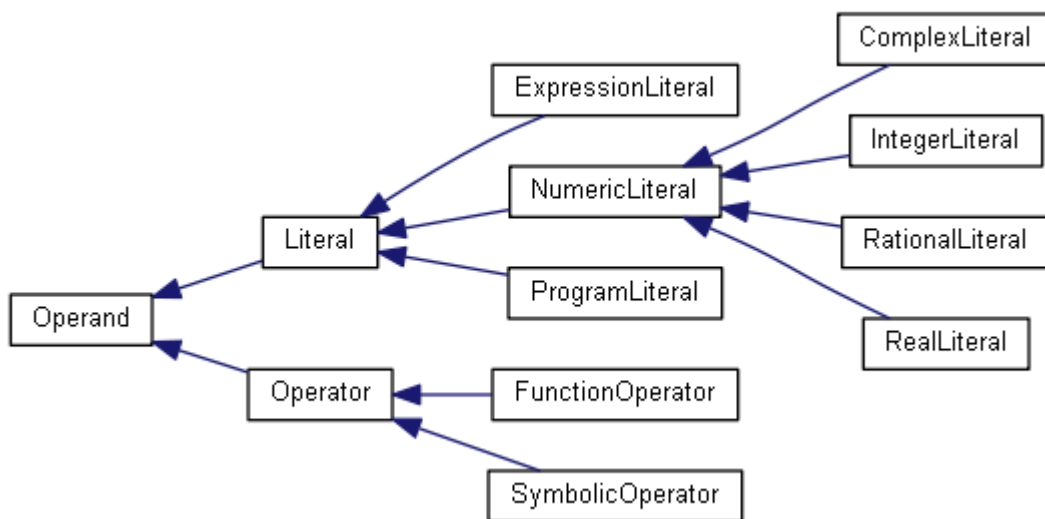 ComplexLiteral
ExpressionLiteral
IntegerLiteral
NumericLiteral
Literal
RationalLiteral
ProgramLiteral
Operand
RealLiteral
Operator
FunctionOperator
SymbolicOperator